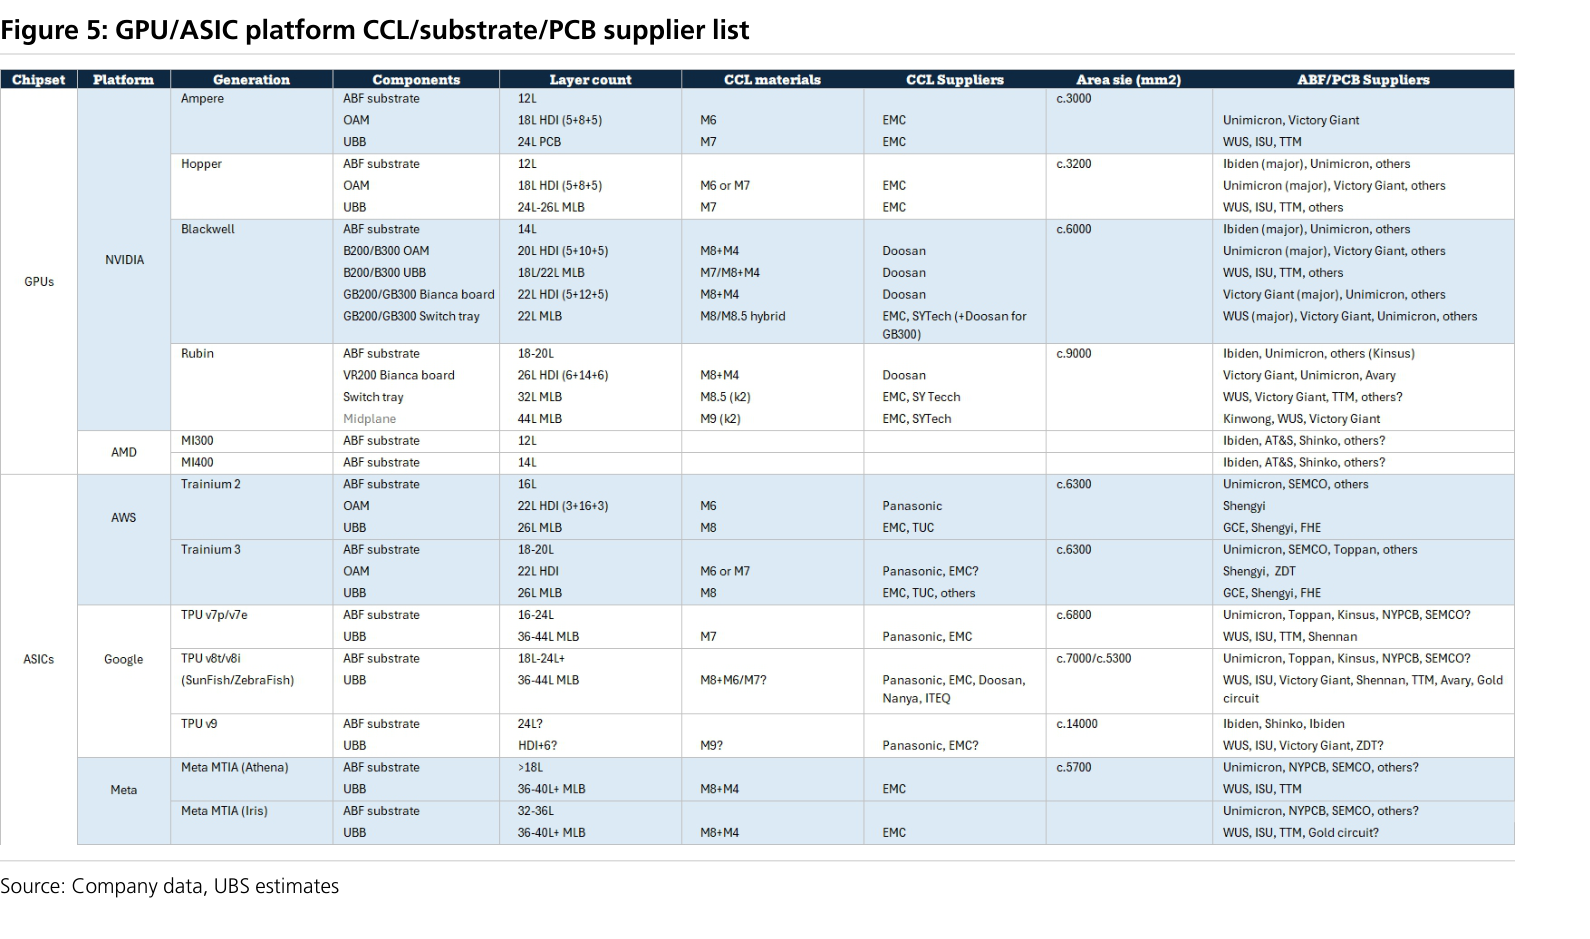 Figure 5: GPU/ASIC platform CCL/substrate/PCB supplier list
Chipset Platform Generation Components Layer count CCL materials CCL Suppliers Area sie (mm2) ABF/PCB Suppliers
Ampere ABF substrate 12L c.3000
OAM 18L HDI (5+8+5) M6 EMC Unimicron, Victory Giant
UBB 24L PCB M7 EMC WUS, ISU, TTM
Hopper ABF substrate 12L c.3200 Ibiden (major), Unimicron, others
OAM 18L HDI (5+8+5) M6 or M7 EMC Unimicron (major), Victory Giant, others
UBB 24L-26L MLB M7 EMC WUS, ISU, TTM, others
Blackwell ABF substrate 14L c.6000 Ibiden (major), Unimicron, others
B200/B300 OAM 20L HDI (5+10+5) M8+M4 Doosan Unimicron (major), Victory Giant, others
NVIDIA
B200/B300 UBB 18L/22L MLB M7/M8+M4 Doosan WUS, ISU, TTM, others
GPUs
GB200/GB300 Bianca board 22L HDI (5+12+5) M8+M4 Doosan Victory Giant (major), Unimicron, others
GB200/GB300 Switch tray 22L MLB M8/M8.5 hybrid EMC, SYTech (+Doosan for WUS (major), Victory Giant, Unimicron, others
GB300)
Rubin ABF substrate 18-20L c.9000 Ibiden, Unimicron, others (Kinsus)
VR200 Bianca board 26L HDI (6+14+6) M8+M4 Doosan Victory Giant, Unimicron, Avary
Switch tray 32L MLB M8.5 (k2) EMC, SY Tecch WUS, Victory Giant, TTM, others?
Midplane 44L MLB M9 (k2) EMC, SYTech Kinwong, WUS, Victory Giant
MI300 ABF substrate 12L Ibiden, AT&S, Shinko, others?
AMD
MI400 ABF substrate 14L Ibiden, AT&S, Shinko, others?
Trainium 2 ABF substrate 16L c.6300 Unimicron, SEMCO, others
OAM 22L HDI (3+16+3) M6 Panasonic Shengyi
AWS
UBB 26L MLB M8 EMC, TUC GCE, Shengyi, FHE
Trainium 3 ABF substrate 18-20L c.6300 Unimicron, SEMCO, Toppan, others
OAM 22L HDI M6 or M7 Panasonic, EMC? Shengyi, ZDT
UBB 26L MLB M8 EMC, TUC, others GCE, Shengyi, FHE
TPU v7p/v7e ABF substrate 16-24L c.6800 Unimicron, Toppan, Kinsus, NYPCB, SEMCO?
UBB 36-44L MLB M7 Panasonic, EMC WUS, ISU, TTM, Shennan
ASICs Google TPU v8t/v8i ABF substrate 18L-24L+ c.7000/c.5300 Unimicron, Toppan, Kinsus, NYPCB, SEMCO?
(SunFish/ZebraFish) UBB 36-44L MLB M8+M6/M7? Panasonic, EMC, Doosan, WUS, ISU, Victory Giant, Shennan, TTM, Avary, Gold
Nanya, ITEQ circuit
TPU v9 ABF substrate 24L? c.14000 Ibiden, Shinko, Ibiden
UBB HDI+6? M9? Panasonic, EMC? WUS, ISU, Victory Giant, ZDT?
Meta MTIA (Athena) ABF substrate >18L c.5700 Unimicron, NYPCB, SEMCO, others?
Meta UBB 36-40L+ MLB M8+M4 EMC WUS, ISU, TTM
Meta MTIA (Iris) ABF substrate 32-36L Unimicron, NYPCB, SEMCO, others?
UBB 36-40L+ MLB M8+M4 EMC WUS, ISU, TTM, Gold circuit?
Source: Company data, UBS estimates